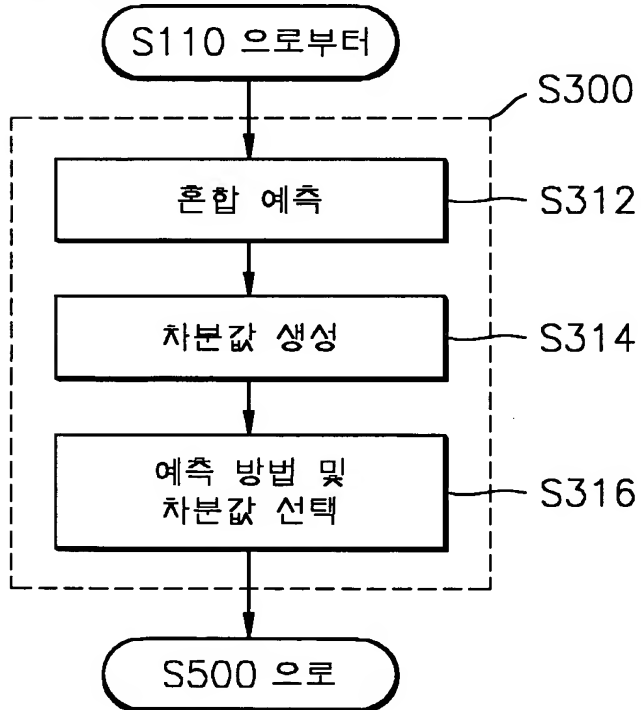 S110 으로부터
S300
혼합 예측
S312
차분값 생성
S314
예측 방법 및
차분값 선택
S316
S500 으로